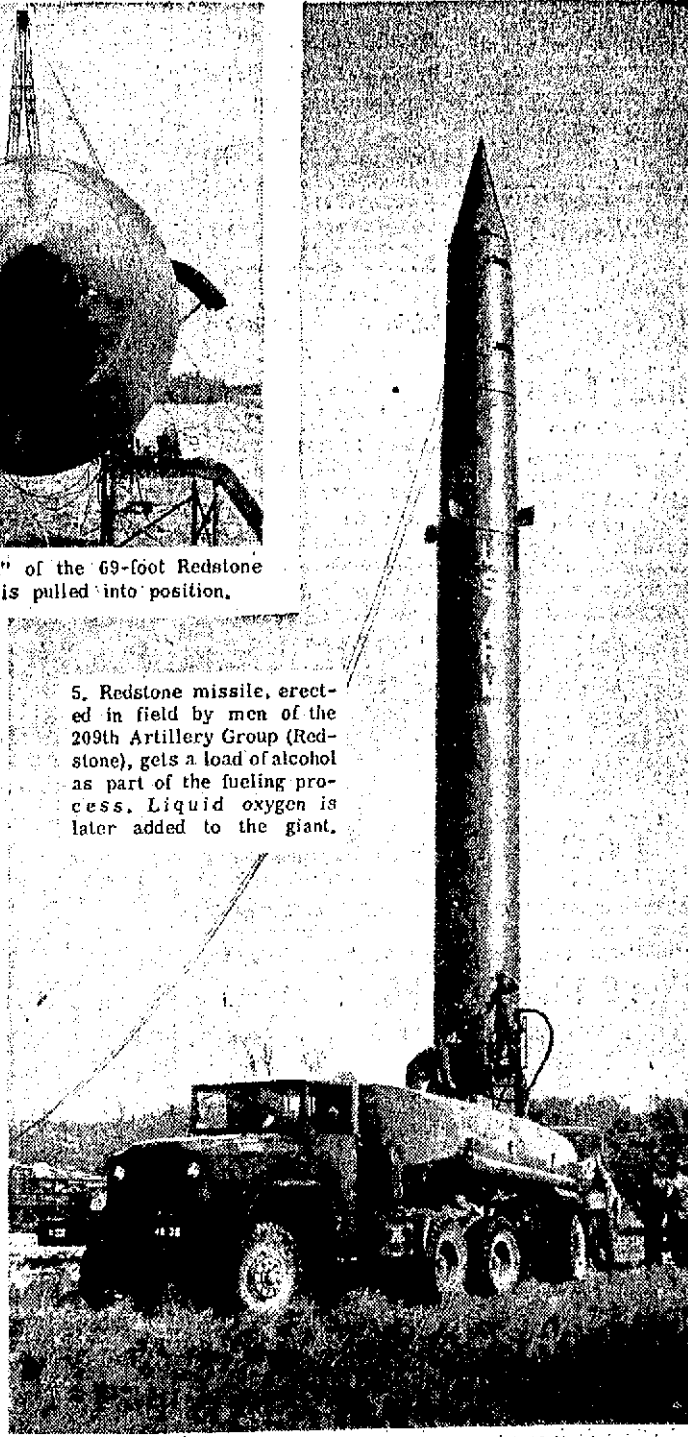 " of the 69-foot Redstone
is pulled into position.
5. Redstone missile, erect-
ed in field by men of the
209th Artillery Group (Red-
stone), gets a load of alcohol
as part of the fueling pro-
cess. Liquid oxygen is
later added to the giant.